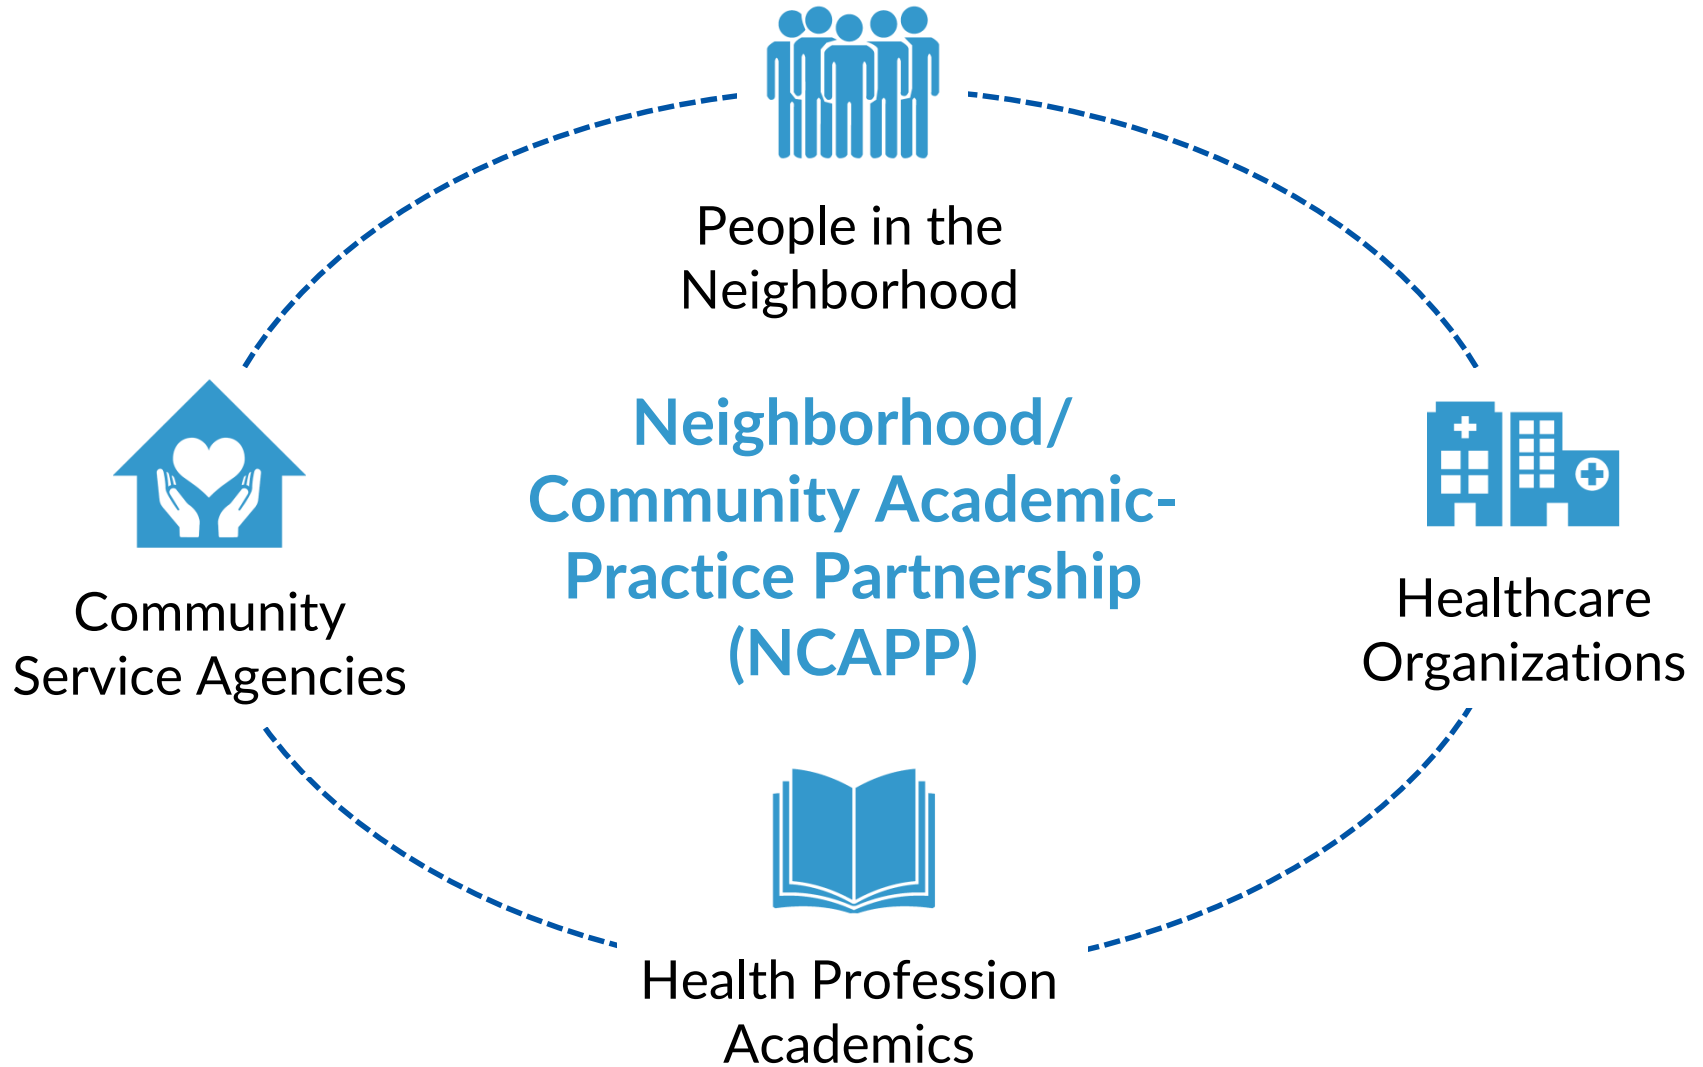 People in the
Neighborhood
Neighborhood/
Community Academic-
Practice Partnership
(NCAPP)
Community
Service Agencies
Healthcare
Organizations
Health Profession
Academics